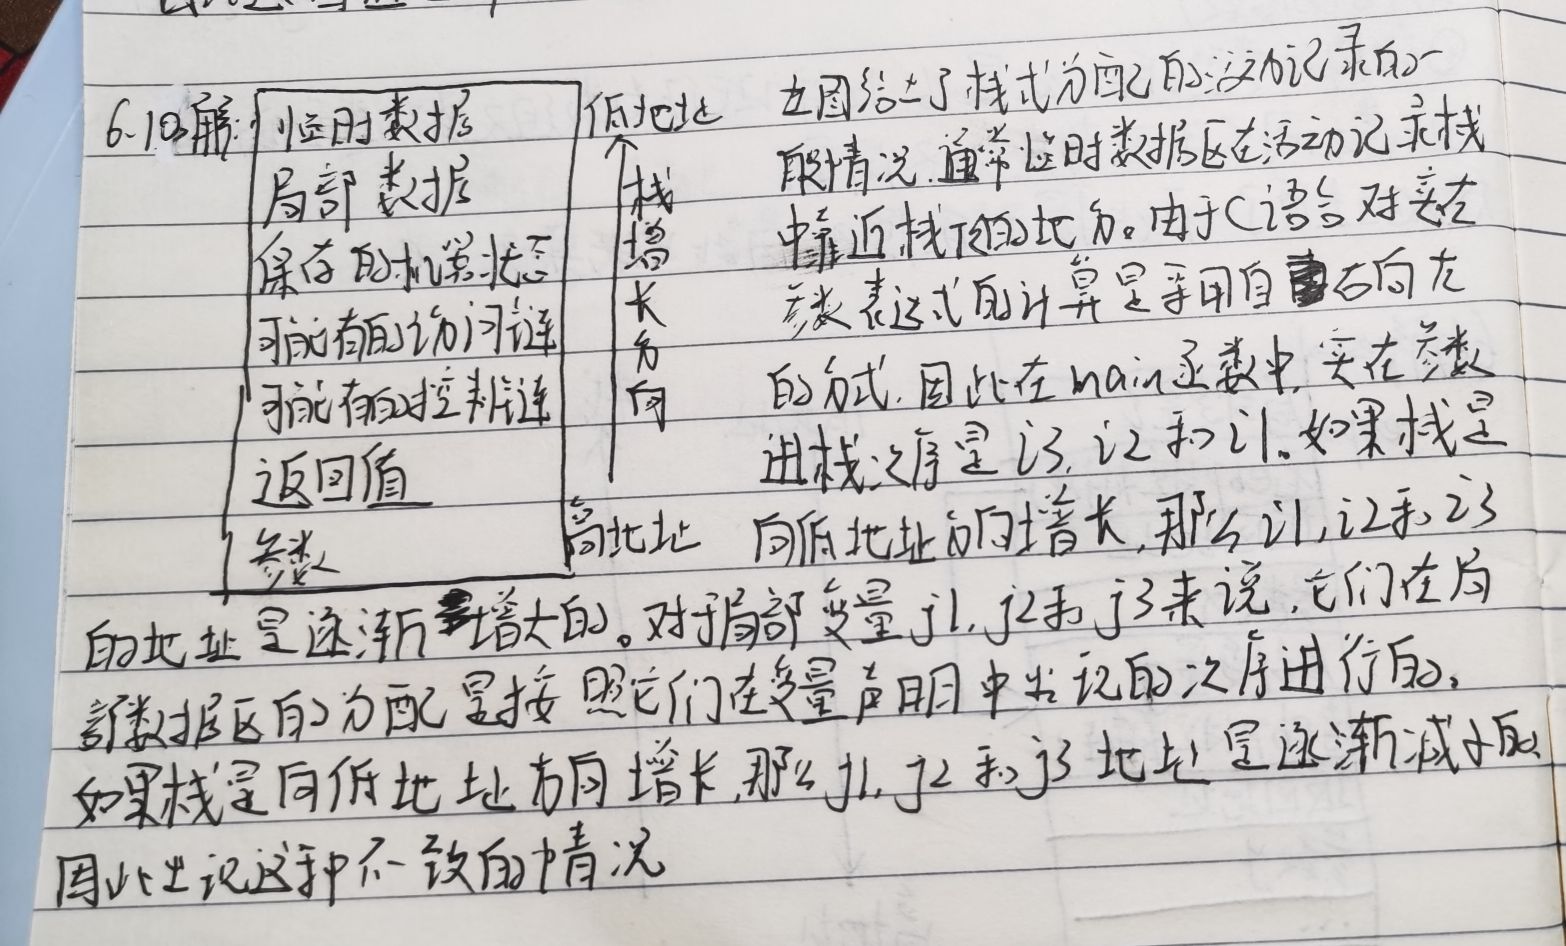 6.10 解:
临时数据
局部数据
保存的机器状态
可能有的访问链
可能有的控制链
返回值
参数
低地址
栈增长方向
高地址
左图给出了栈式分配的活动记录的一
般情况.通常临时数据区在活动记录栈
中靠近栈顶的地方。由于C语言对实在
参数表达式的计算是采用自右向左
的方式.因此在main函数中,实在参数
进栈次序是i3,i2和i1.如果栈是
向低地址方向增长,那么i1,i2和i3
的地址是逐渐增大的。对于局部变量j1,j2和j3来说,它们在局
部数据区的分配是按照它们在变量声明中出现的次序进行的,
如果栈是向低地址方向增长,那么j1,j2和j3地址是逐渐减小的
因此出现这种不一致的情况